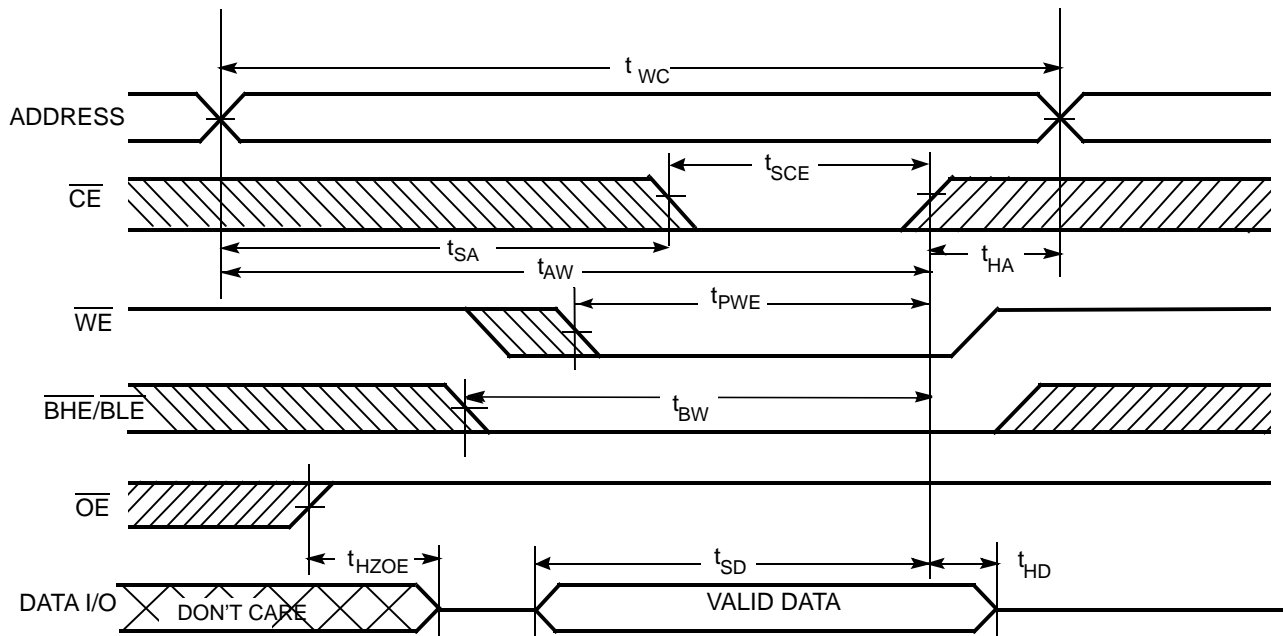 t WC
ADDRESS
t SCE
CE
t SA
t HA
t AW
t PWE
WE
BHE/BLE
t BW
OE
t HZOE
t SD
t HD
DATA I/O
DON'T CARE
VALID DATA